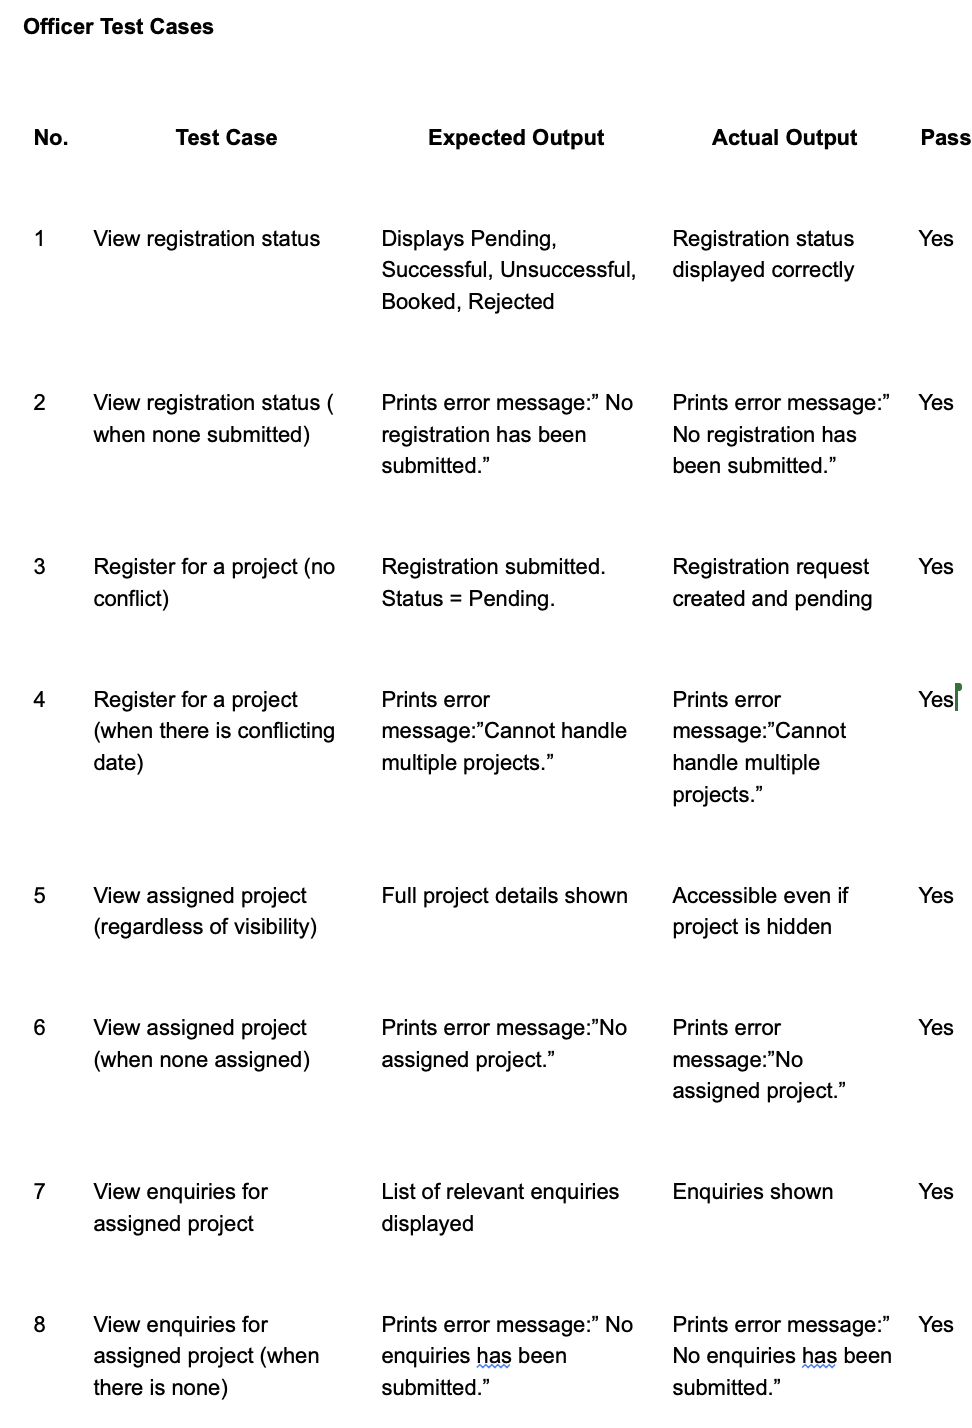 Officer Test Cases
No. Test Case Expected Output Actual Output Pass
1 View registration status Displays Pending, Registration status Yes
Successful, Unsuccessful, displayed correctly
Booked, Rejected
2 View registration status ( Prints error message:” No Prints error message:” Yes
when none submitted) registration has been No registration has
submitted.” been submitted.”
3 Register for a project (no Registration submitted. Registration request Yes
conflict) Status = Pending. created and pending
4 Register for a project Prints error Prints error Yes
(when there is conflicting message:”Cannot handle message:”Cannot
date) multiple projects.” handle multiple
projects.”
5 View assigned project Full project details shown Accessible even if Yes
(regardless of visibility) project is hidden
6 View assigned project Prints error message:”No Prints error Yes
(when none assigned) assigned project.” message:”No
assigned project.”
7 View enquiries for List of relevant enquiries Enquiries shown Yes
assigned project displayed
8 View enquiries for Prints error message:” No Prints error message:” Yes
assigned project (when enquiries has been No enquiries has been
there is none) submitted.” submitted.”